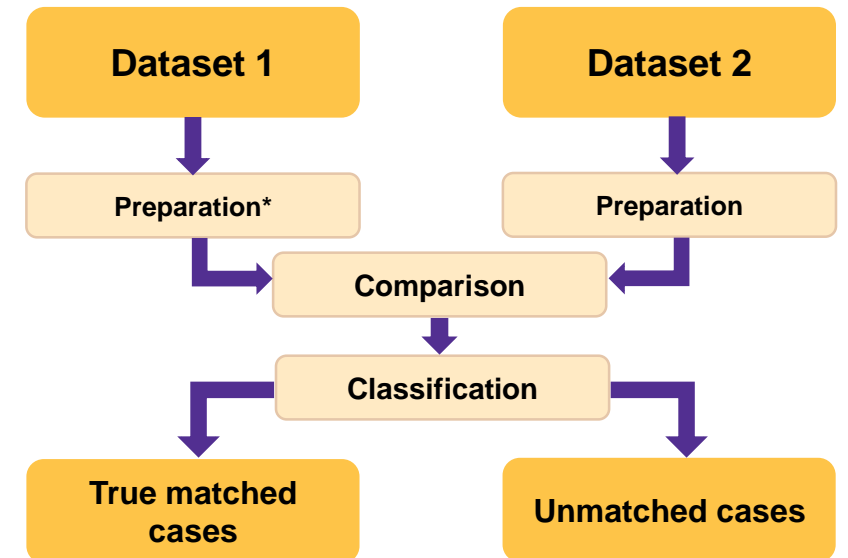 Dataset 1
Dataset 2
Preparation*
Preparation
Comparison
Classification
True matched
cases
Unmatched cases